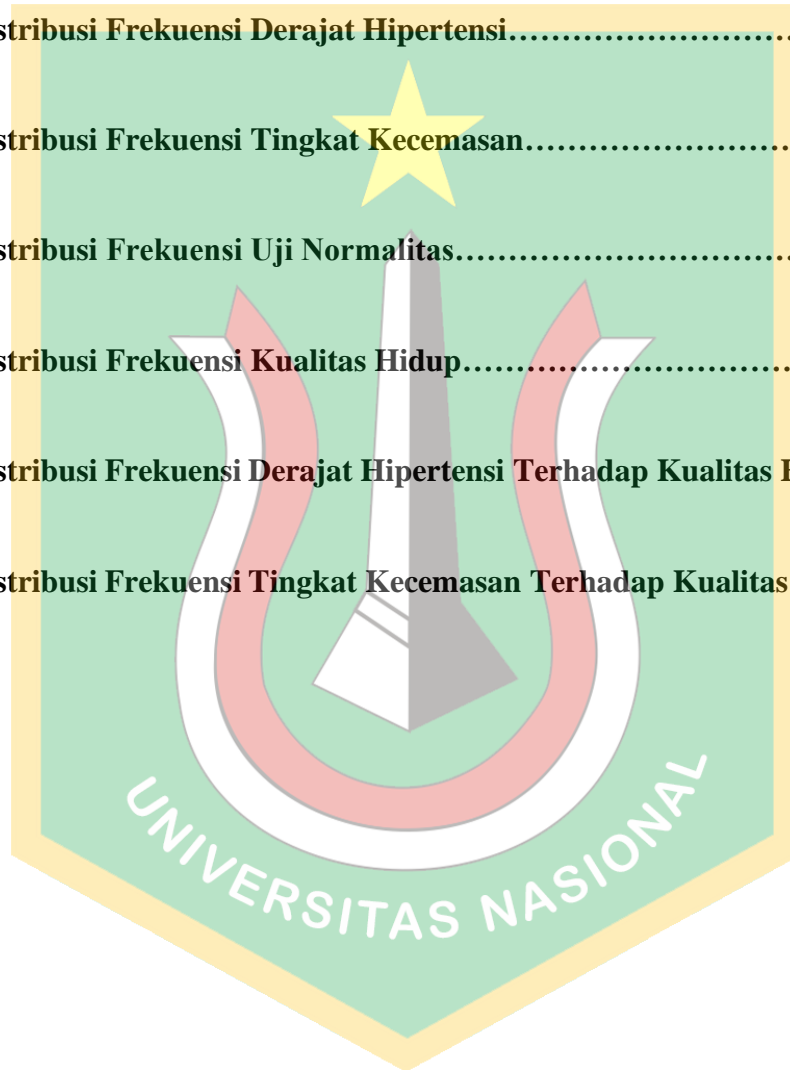 stribusi Frekuensi Derajat Hipertensi……………………….
stribusi Frekuensi Tingkat Kecemasan…………………….
stribusi Frekuensi Uji Normalitas………………………….
stribusi Frekuensi Kualitas Hidup………………………….
stribusi Frekuensi Derajat Hipertensi Terhadap Kualitas
stribusi Frekuensi Tingkat Kecemasan Terhadap Kualitas
UNIVERSITAS NASIONAL